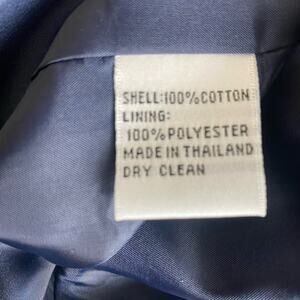 SHELL:100%COTTON
LINING:
100%POLYESTER
MADE IN THAILAND
DRY CLEAN